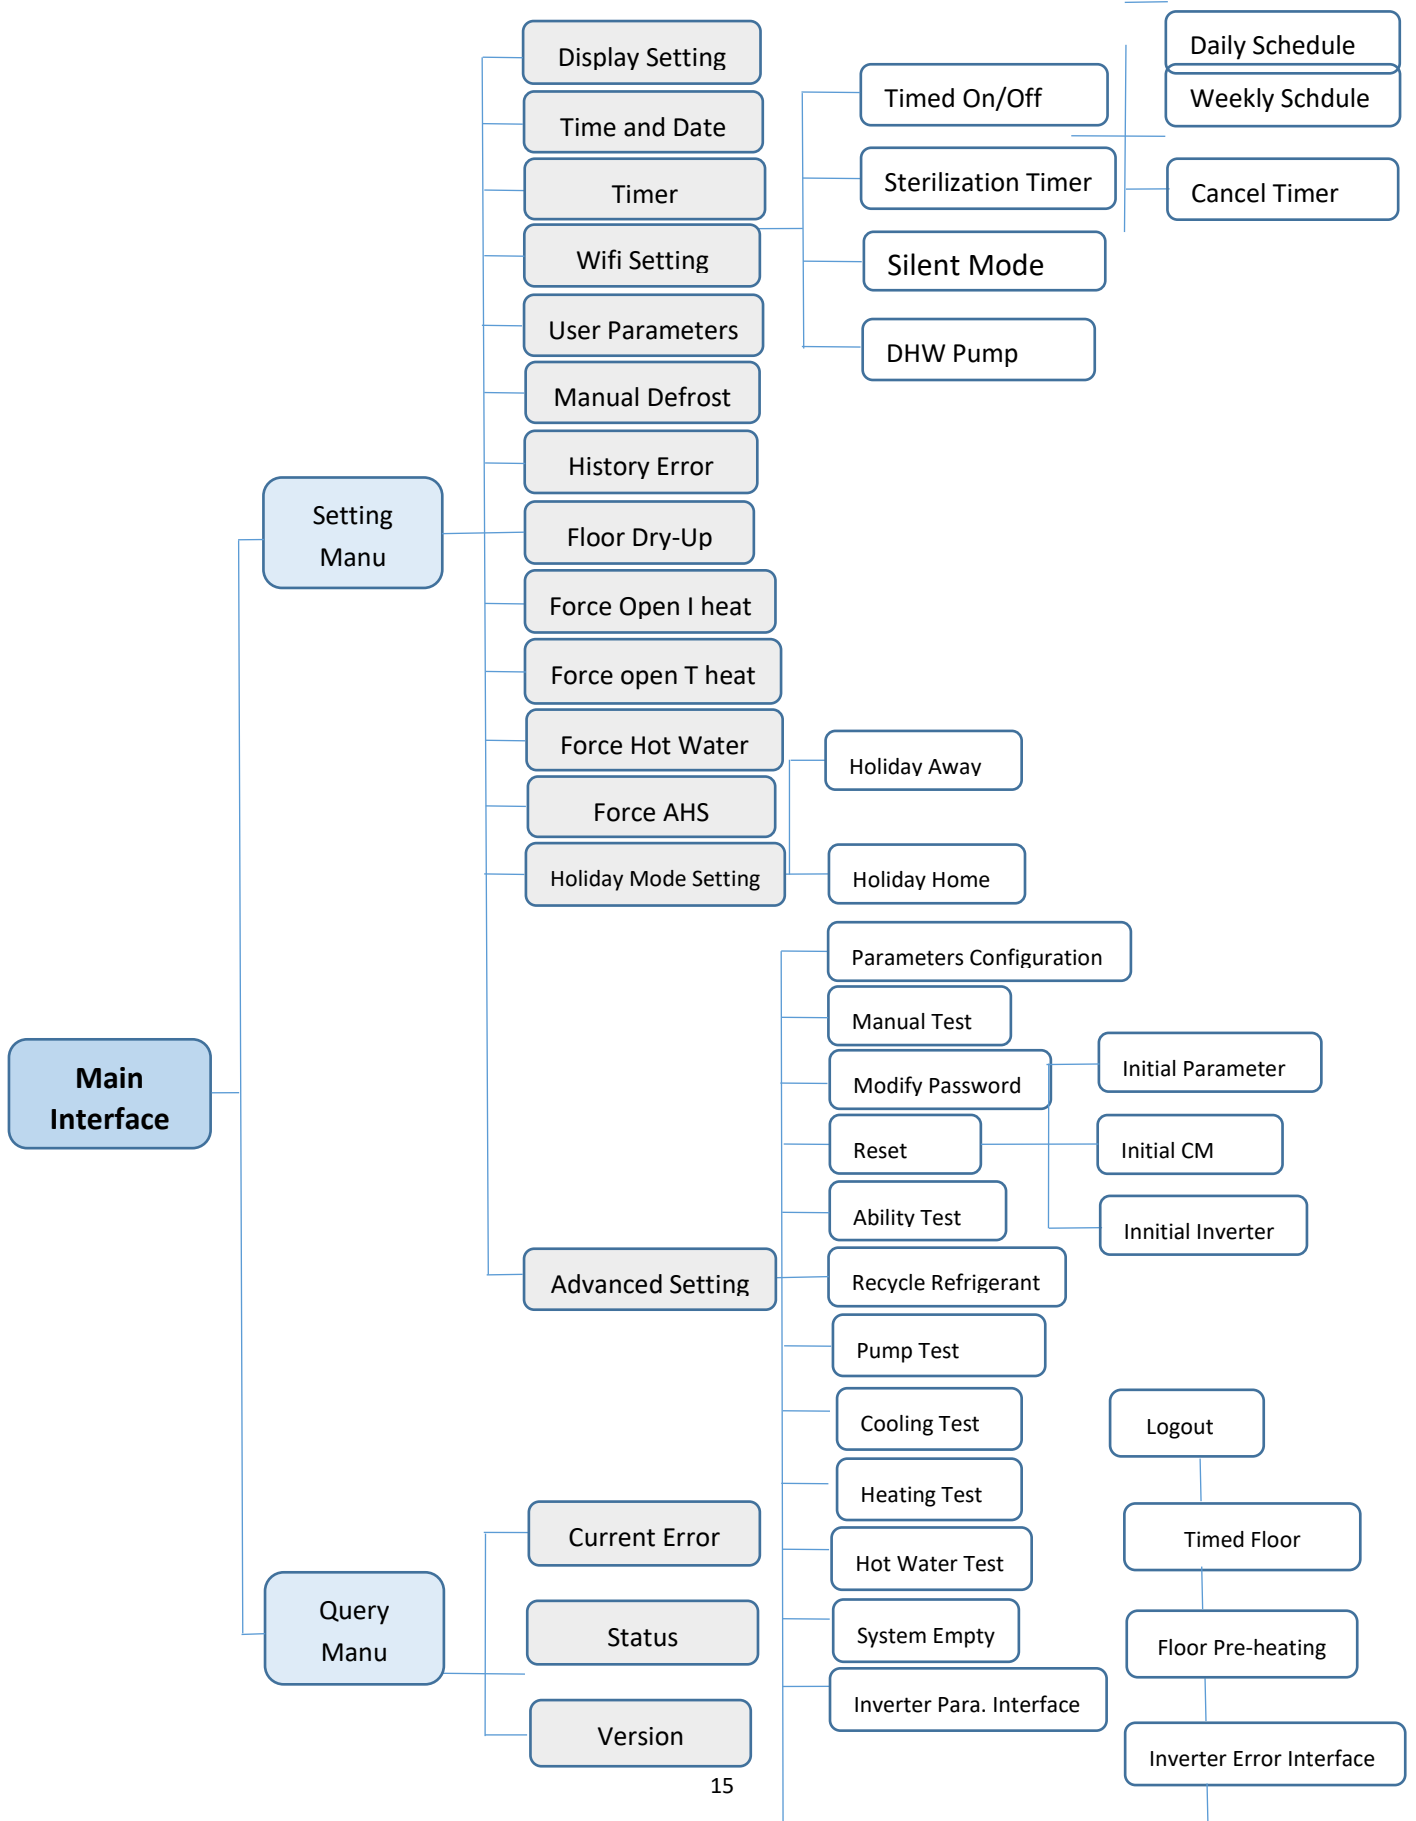 Daily Schedule
Display Setting
Timed On/Off
Weekly Schdule
Time and Date
Sterilization Timer
Cancel Timer
Timer
Wifi Setting
Silent Mode
User Parameters
DHW Pump
Manual Defrost
History Error
Setting
Manu
Floor Dry-Up
Force Open I heat
Force open T heat
Force Hot Water
Holiday Away
Force AHS
Holiday Mode Setting
Holiday Home
Parameters Configuration
Manual Test
Main
Interface
Modify Password
Initial Parameter
Reset
Initial CM
Ability Test
Innitial Inverter
Advanced Setting
Recycle Refrigerant
Pump Test
Cooling Test
Logout
Heating Test
Current Error
Timed Floor
Hot Water Test
Query
Manu
Status
System Empty
Floor Pre-heating
Inverter Para. Interface
Version
Inverter Error Interface
15